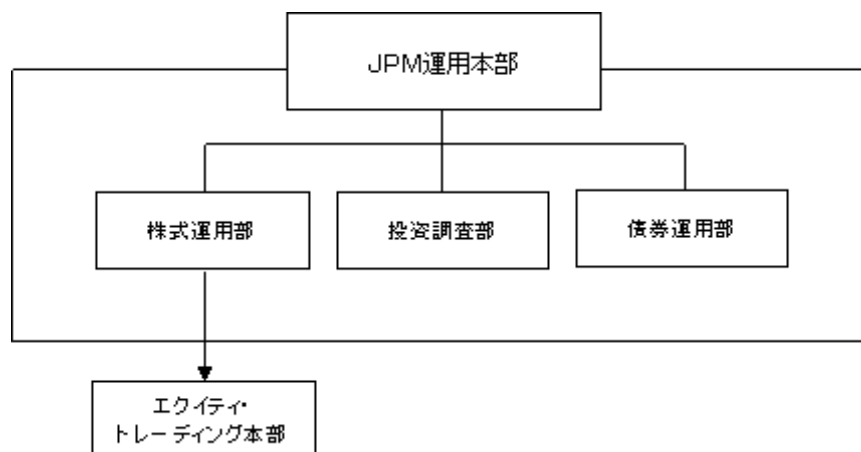 JPM運用本部
株式運用部
投資調査部
債券運用部
エクイティ・
トレーディング本部